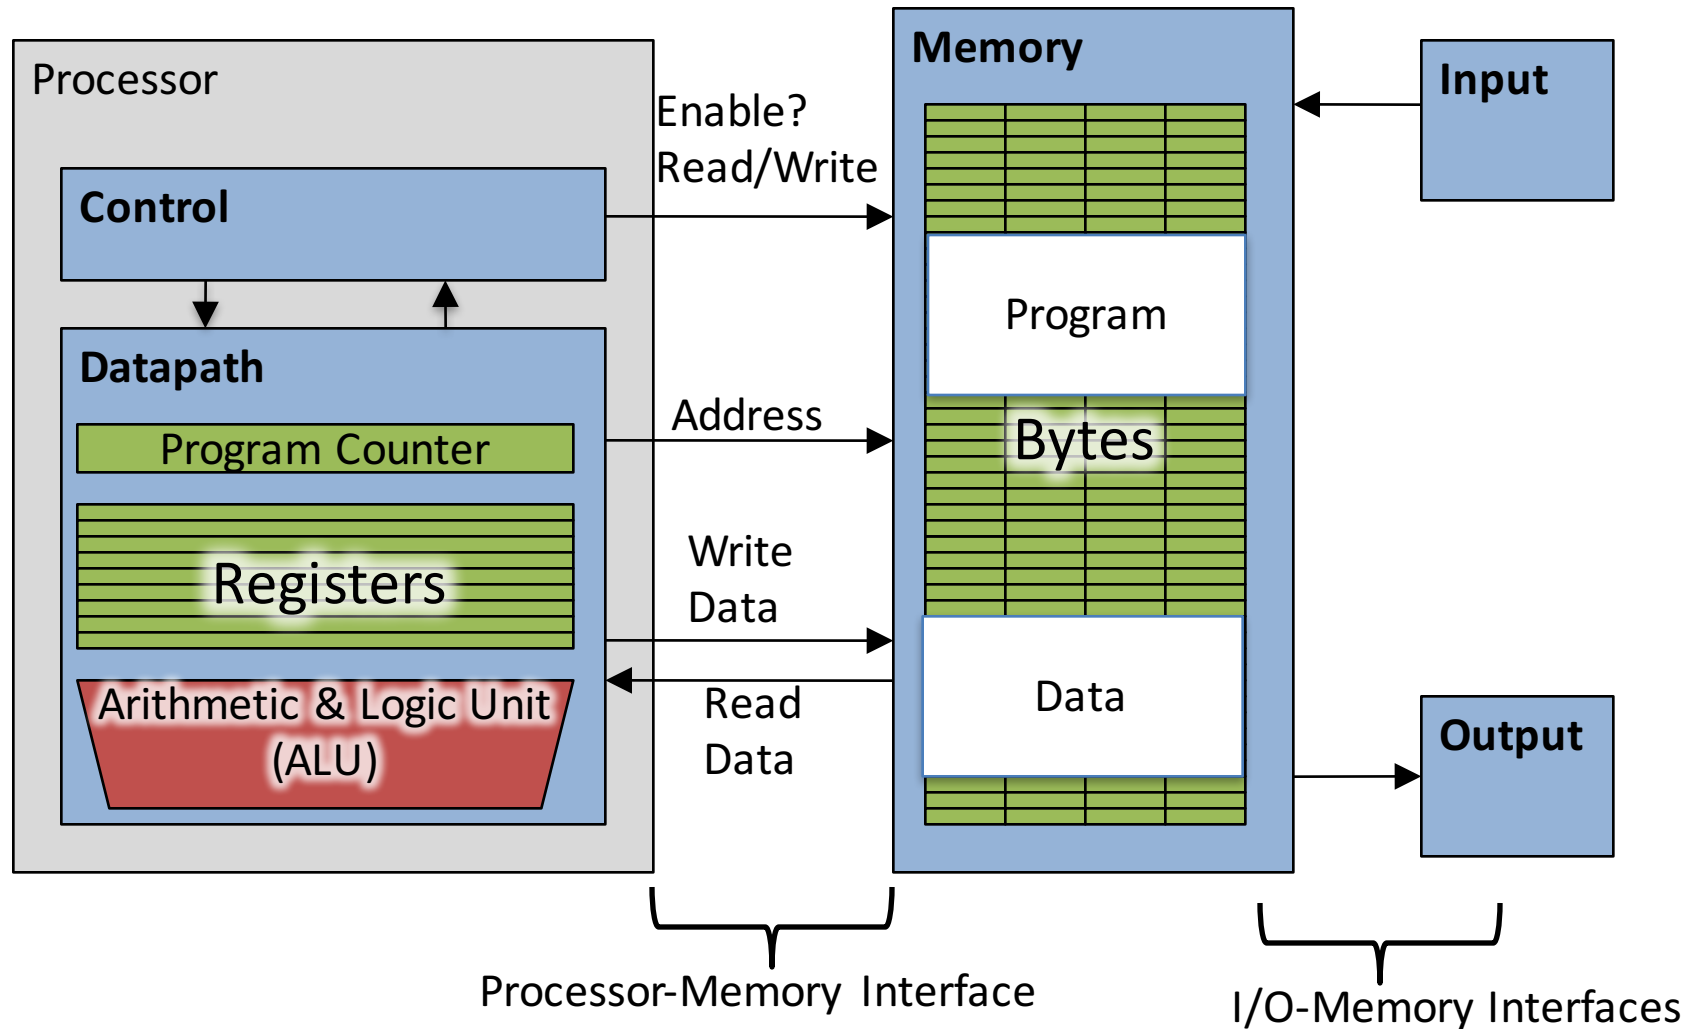 Processor
Control
Datapath
Program Counter
Registers
Arithmetic & Logic Unit
(ALU)
Enable?
Read/Write
Address
Write
Data
Read
Data
Memory
Program
Bytes
Data
Input
Output
Processor-Memory Interface
I/O-Memory Interfaces